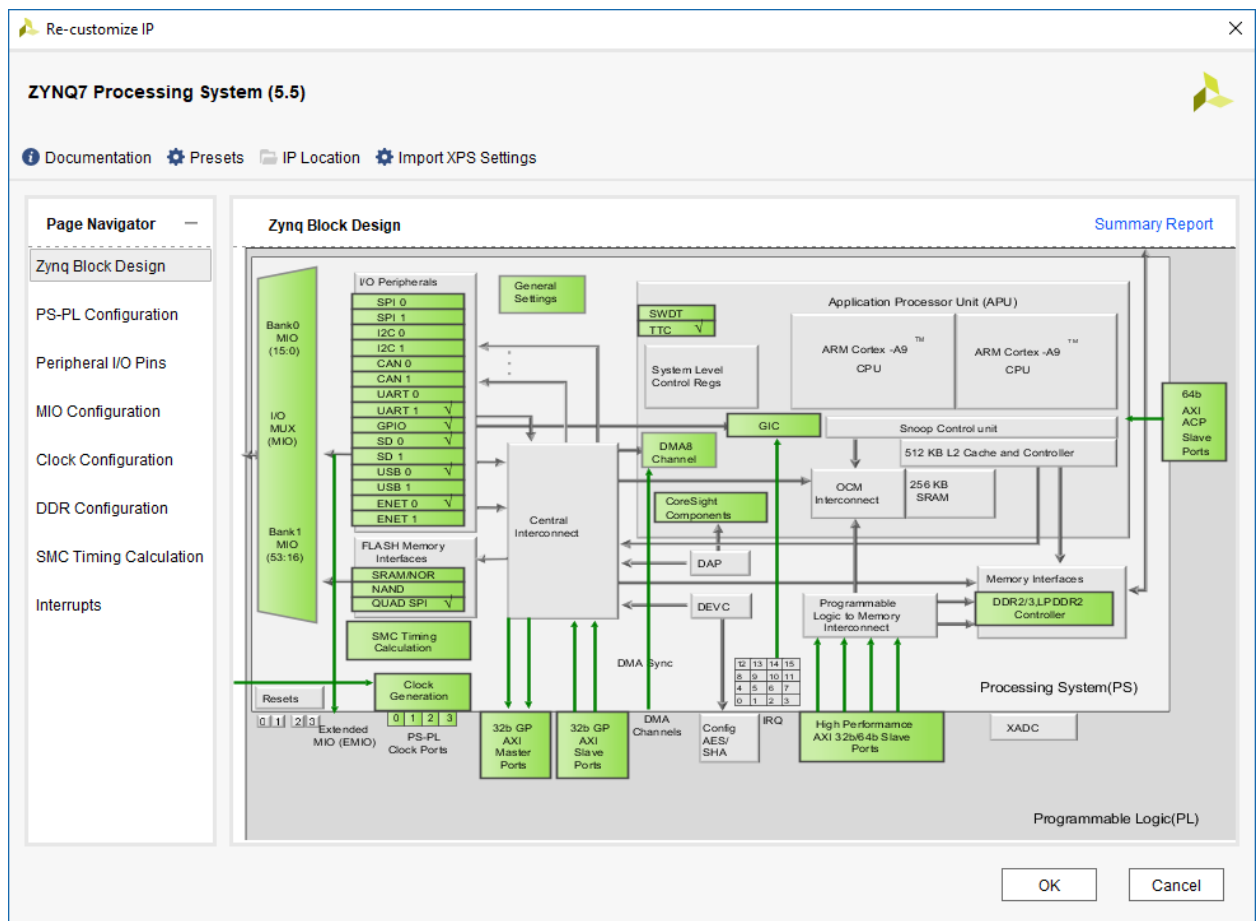 Re-customize IP
ZYNQ7 Processing System (5.5)
Documentation Presets IP Location Import XPS Settings
Page Navigator
Zynq Block Design
PS-PL Configuration
Peripheral I/O Pins
MIO Configuration
Clock Configuration
DDR Configuration
SMC Timing Calculation
Interrupts
Zynq Block Design
Summary Report
Bank0
MIO
(15:0)
I/O
MUX
(MIO)
Bank1
MIO
(53:16)
I/O Peripherals
SPI 0
SPI 1
I2C 0
I2C 1
CAN 0
CAN 1
UART 0
UART 1 √
GPIO √
SD 0 √
SD 1
USB 0 √
USB 1
ENET 0 √
ENET 1
FLASH Memory
Interfaces
SRAM/NOR
NAND
QUAD SPI √
SMC Timing
Calculation
General
Settings
Central
Interconnect
Application Processor Unit (APU)
SWDT
TTC √
System Level
Control Regs
ARM Cortex -A9 TM
CPU
ARM Cortex -A9 TM
CPU
GIC
Snoop Control unit
512 KB L2 Cache and Controller
DMA8
Channel
CoreSight
Components
OCM
Interconnect
256 KB
SRAM
64b
AXI
ACP
Slave
Ports
DAP
DEVC
Programmable
Logic to Memory
Interconnect
Memory Interfaces
DDR2/3,LPDDR2
Controller
DMA Sync
12 13 14 15
8 9 10 11
4 5 6 7
0 1 2 3
Processing System(PS)
Resets
0 1 2 3
Extended
MIO (EMIO)
Clock
Generation
0 1 2 3
PS-PL
Clock Ports
32b GP
AXI
Master
Ports
32b GP
AXI
Slave
Ports
DMA
Channels
Config
AES/
SHA
IRQ
High Performamce
AXI 32b/64b Slave
Ports
XADC
Programmable Logic(PL)
OK
Cancel